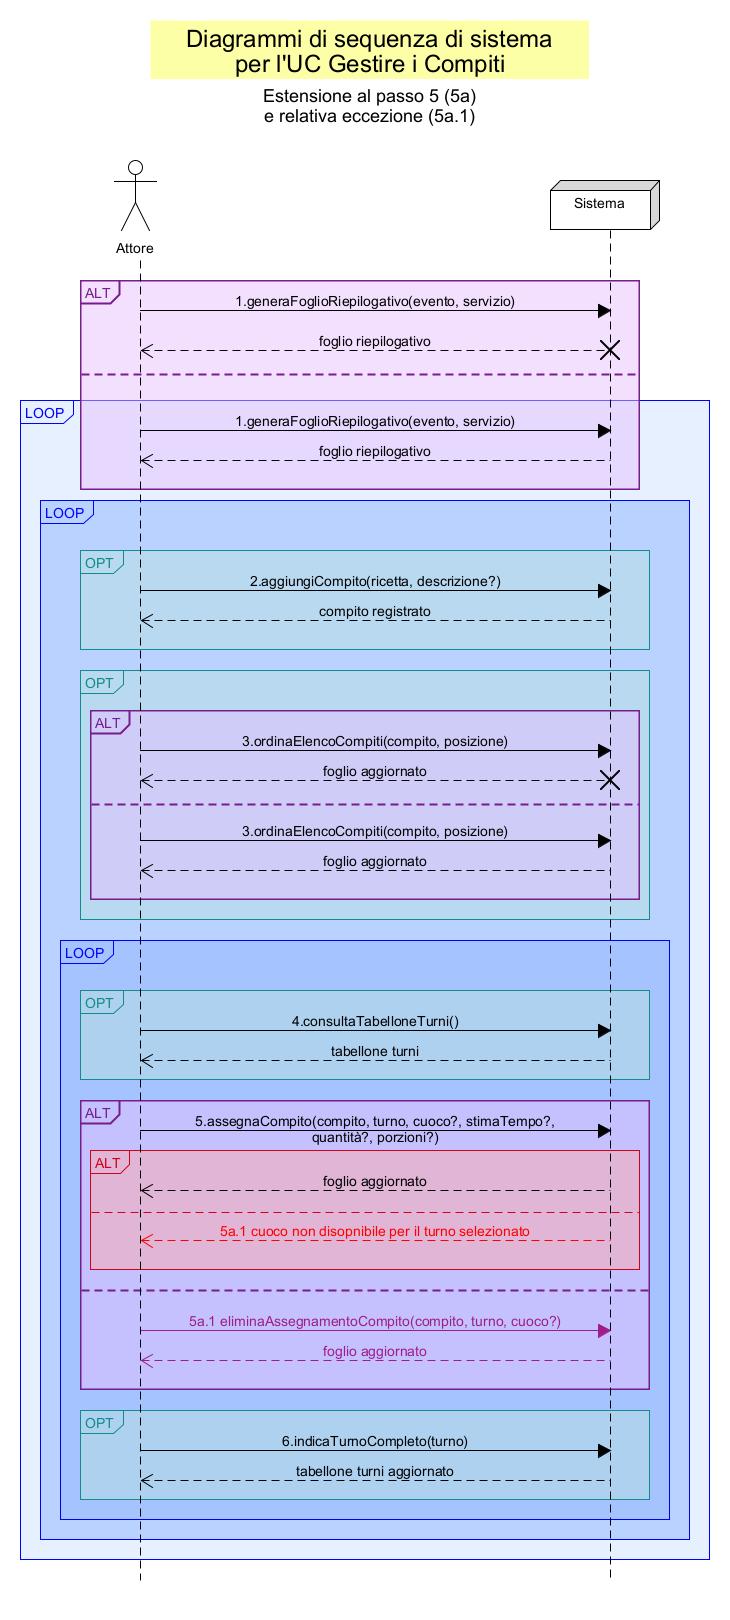 Diagrammi di sequenza di sistema
per l'UC Gestire i Compiti
Estensione al passo 5 (5a)
e relativa eccezione (5a.1)
Attore
Sistema
ALT
1.generaFoglioRiepilogativo(evento, servizio)
foglio riepilogativo
LOOP
1.generaFoglioRiepilogativo(evento, servizio)
foglio riepilogativo
LOOP
OPT
2.aggiungiCompito(ricetta, descrizione?)
compito registrato
OPT
ALT
3.ordinaElencoCompiti(compito, posizione)
foglio aggiornato
3.ordinaElencoCompiti(compito, posizione)
foglio aggiornato
LOOP
OPT
4.consultaTabelloneTurni()
tabellone turni
ALT
5.assegnaCompito(compito, turno, cuoco?, stimaTempo?,
quantità?, porzioni?)
ALT
foglio aggiornato
5a.1 cuoco non disopnibile per il turno selezionato
5a.1 eliminaAssegnamentoCompito(compito, turno, cuoco?)
foglio aggiornato
OPT
6.indicaTurnoCompleto(turno)
tabellone turni aggiornato